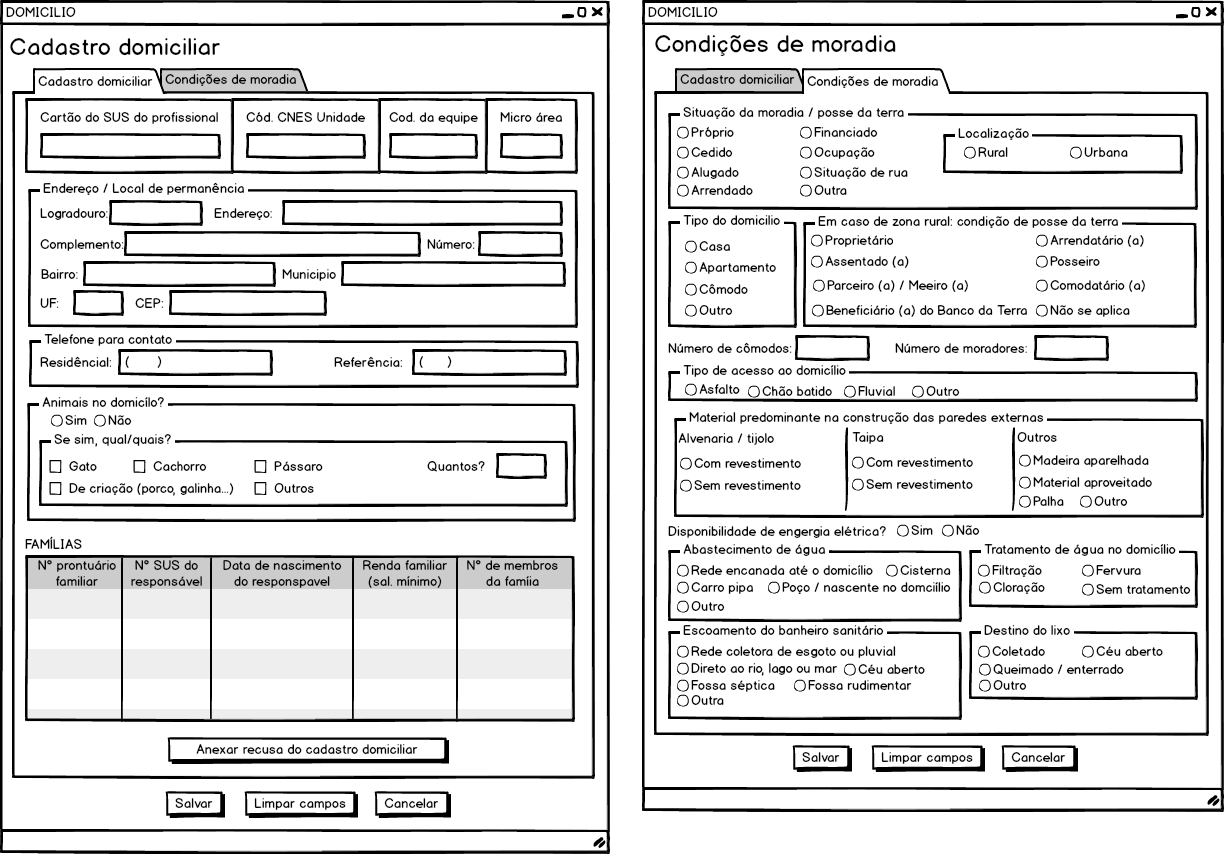 DOMICILIO
Cadastro domiciliar
Cadastro domiciliar Condições de moradia
Cartão do SUS do profissional Cód. CNES Unidade Cod. da equipe Micro área
Endereço / Local de permanência
Logradouro: Endereço:
Complemento: Número:
Bairro: Municipio
UF: CEP:
Telefone para contato
Residêncial: ( ) Referência: ( )
Animais no domicílo?
Sim Não
Se sim, qual/quais?
Gato Cachorro Pássaro Quantos?
De criação (porco, galinha...) Outros
FAMÍLIAS
N° prontuário familiar N° SUS do responsável Data de nascimento do responspavel Renda familiar (sal. mínimo) N° de membros da famíia
Anexar recusa do cadastro domiciliar
Salvar Limpar campos Cancelar
DOMICILIO
Condições de moradia
Cadastro domiciliar Condições de moradia
Situação da moradia / posse da terra
Próprio Financiado
Cedido Ocupação
Alugado Situação de rua
Arrendado Outra
Localização
Rural Urbana
Tipo do domicilio
Casa
Apartamento
Cômodo
Outro
Em caso de zona rural: condição de posse da terra
Proprietário Arrendatário (a)
Assentado (a) Posseiro
Parceiro (a) / Meeiro (a) Comodatário (a)
Beneficiário (a) do Banco da Terra Não se aplica
Número de cômodos: Número de moradores:
Tipo de acesso ao domicílio
Asfalto Chão batido Fluvial Outro
Material predominante na construção das paredes externas
Alvenaria / tijolo
Com revestimento
Sem revestimento
Taipa
Com revestimento
Sem revestimento
Outros
Madeira aparelhada
Material aproveitado
Palha Outro
Disponibilidade de engergia elétrica? Sim Não
Abastecimento de água
Rede encanada até o domicílio Cisterna
Carro pipa Poço / nascente no domcíilio
Outro
Tratamento de água no domicílio
Filtração Fervura
Cloração Sem tratamento
Escoamento do banheiro sanitário
Rede coletora de esgoto ou pluvial
Direto ao rio, lago ou mar Céu aberto
Fossa séptica Fossa rudimentar
Outra
Destino do lixo
Coletado Céu aberto
Queimado / enterrado
Outro
Salvar Limpar campos Cancelar